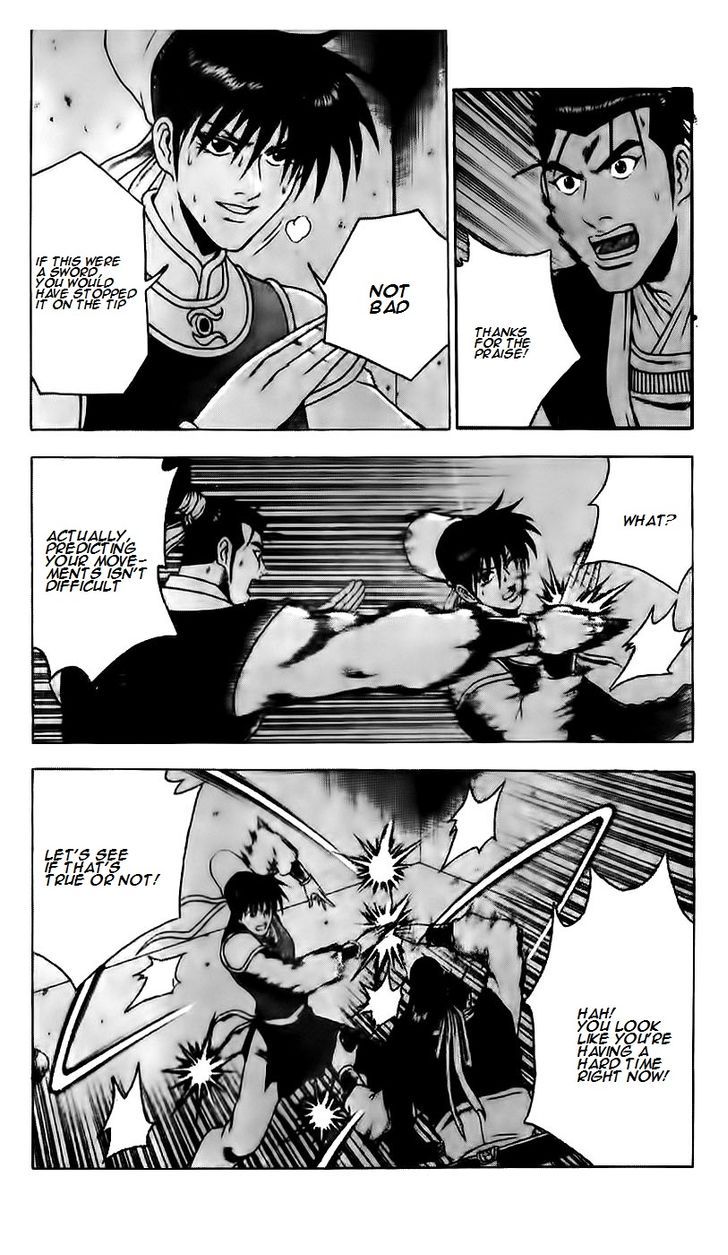 IF THIS WERE
A SWORD,
YOU WOULD
HAVE STOPPED
IT ON THE TIP
NOT
BAD
THANKS
FOR THE
PRAISE!
ACTUALLY,
PREDICTING
YOUR MOVE-
MENTS ISN'T
DIFFICULT
WHAT?
LET'S SEE
IF THAT'S
TRUE OR NOT!
HAH!
YOU LOOK
LIKE YOU'RE
HAVING A
HARD TIME
RIGHT NOW!